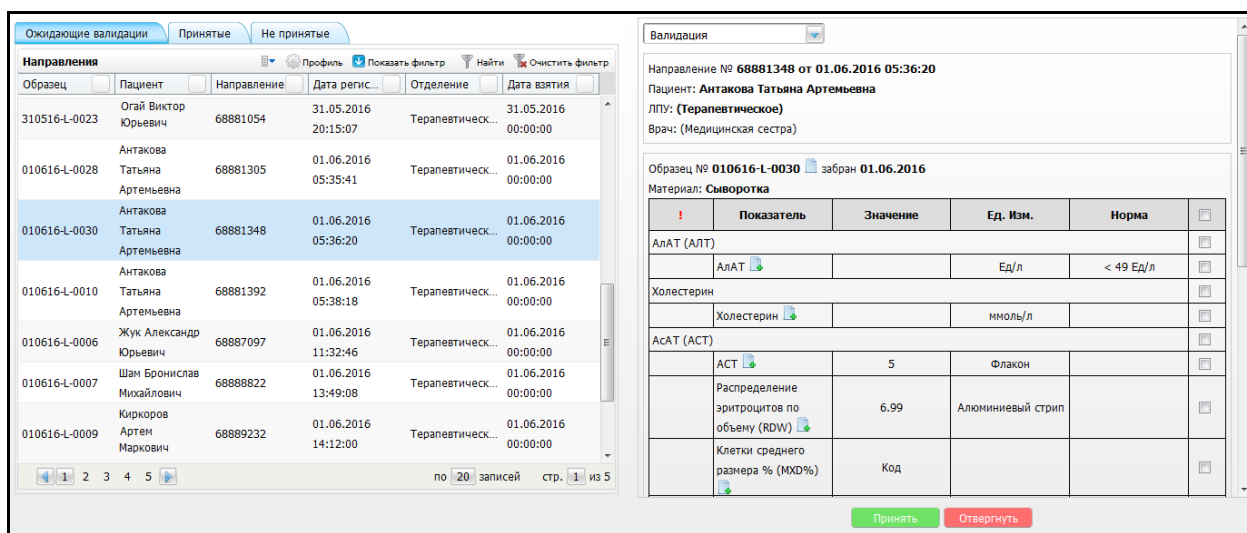 Ожидающие валидации Принятые Не принятые
Направления Профиль Показать фильтр Найти Очистить фильтр
Образец Пациент Направление Дата регис... Отделение Дата взятия
310516-L-0023 Огай Виктор Юрьевич 68881054 31.05.2016 20:15:07 Терапевтическ... 31.05.2016 00:00:00
010616-L-0028 Антакова Татьяна Артемьевна 68881305 01.06.2016 05:35:41 Терапевтическ... 01.06.2016 00:00:00
010616-L-0030 Антакова Татьяна Артемьевна 68881348 01.06.2016 05:36:20 Терапевтическ... 01.06.2016 00:00:00
010616-L-0010 Антакова Татьяна Артемьевна 68881392 01.06.2016 05:38:18 Терапевтическ... 01.06.2016 00:00:00
010616-L-0006 Жук Александр Юрьевич 68887097 01.06.2016 11:32:46 Терапевтическ... 01.06.2016 00:00:00
010616-L-0007 Шам Бронислав Михайлович 68888822 01.06.2016 13:49:08 Терапевтическ... 01.06.2016 00:00:00
010616-L-0009 Киркоров Артем Маркович 68889232 01.06.2016 14:12:00 Терапевтическ... 01.06.2016 00:00:00
1 2 3 4 5 по 20 записей стр. 1 из 5
Валидация
Направление № 68881348 от 01.06.2016 05:36:20
Пациент: Антакова Татьяна Артемьевна
ЛПУ: (Терапевтическое)
Врач: (Медицинская сестра)
Образец № 010616-L-0030 забран 01.06.2016
Материал: Сыворотка
! Показатель Значение Ед. Изм. Норма
АлАТ (АЛТ)
АлАТ Ед/л < 49 Ед/л
Холестерин
Холестерин ммоль/л
АсАТ (АСТ)
АСТ 5 Флакон
Распределение эритроцитов по объему (RDW) 6.99 Алюминиевый стрип
Клетки среднего размера % (MXD%) Код
Принять Отвергнуть